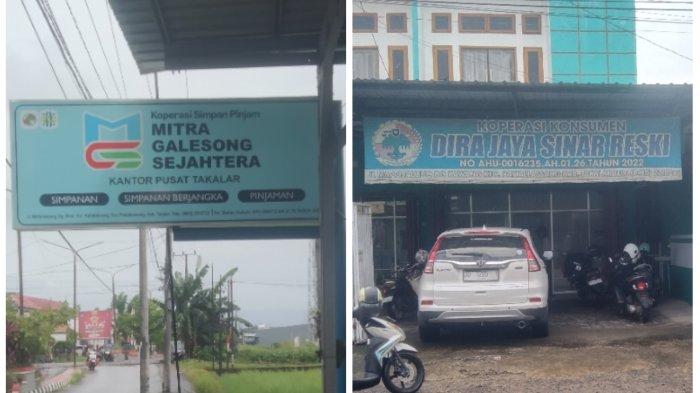 Koperasi Simpan Pinjam
MITRA
GALESONG
SEJAHTERA
KANTOR PUSAT TAKALAR
SIMPANAN
SIMPANAN BERJANGKA
PINJAMAN
KOPERASI KONSUMEN
DIRA JAYA SINAR RESKI
NO AHU-0016235.AH.01.26.TAHUN 2022